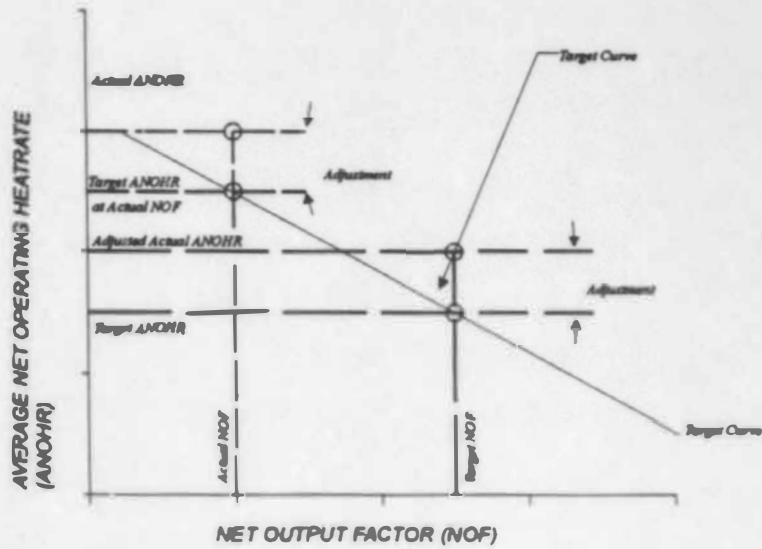 Target Curve
Actual ANOHR
Adjustment
Target ANOHR
at Actual NOF
Adjusted Actual ANOHR
Adjustment
Target ANOHR
Actual NOF
Target NOF
Target Curve
AVERAGE NET OPERATING HEATRATE
(ANOHR)
NET OUTPUT FACTOR (NOF)